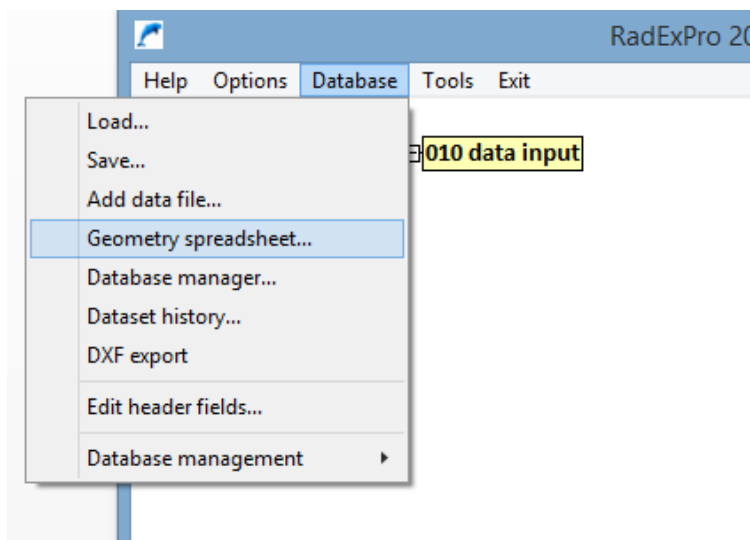 RadExPro 20
Help Options Database Tools Exit
Load...
Save...
010 data input
Add data file...
Geometry spreadsheet...
Database manager...
Dataset history...
DXF export
Edit header fields...
Database management